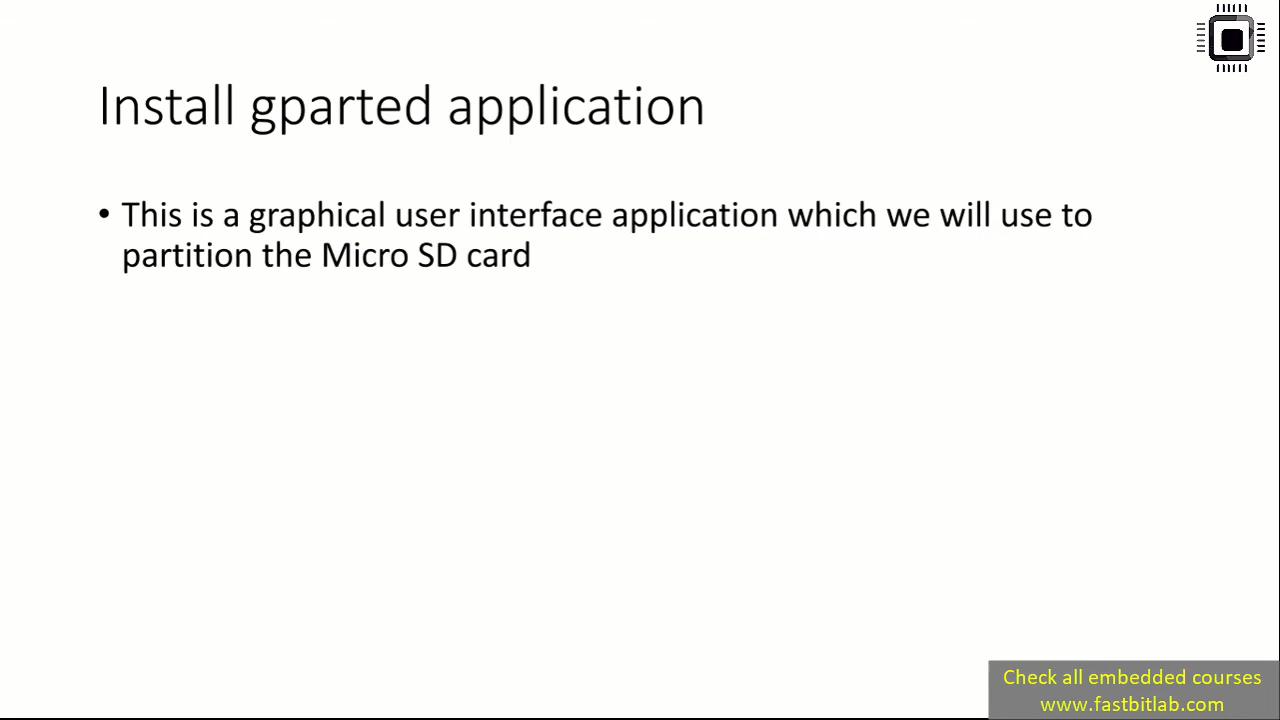 Install gparted application
• This is a graphical user interface application which we will use to
partition the Micro SD card
Check all embedded courses
www.fastbitlab.com